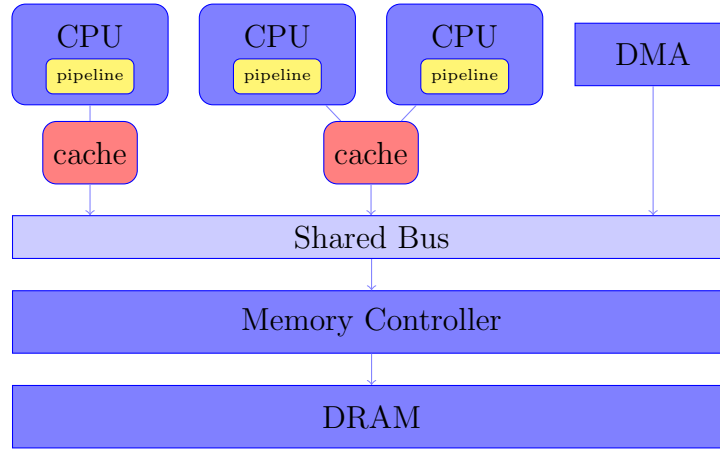 CPU
pipeline
CPU
pipeline
CPU
pipeline
DMA
cache
cache
Shared Bus
Memory Controller
DRAM